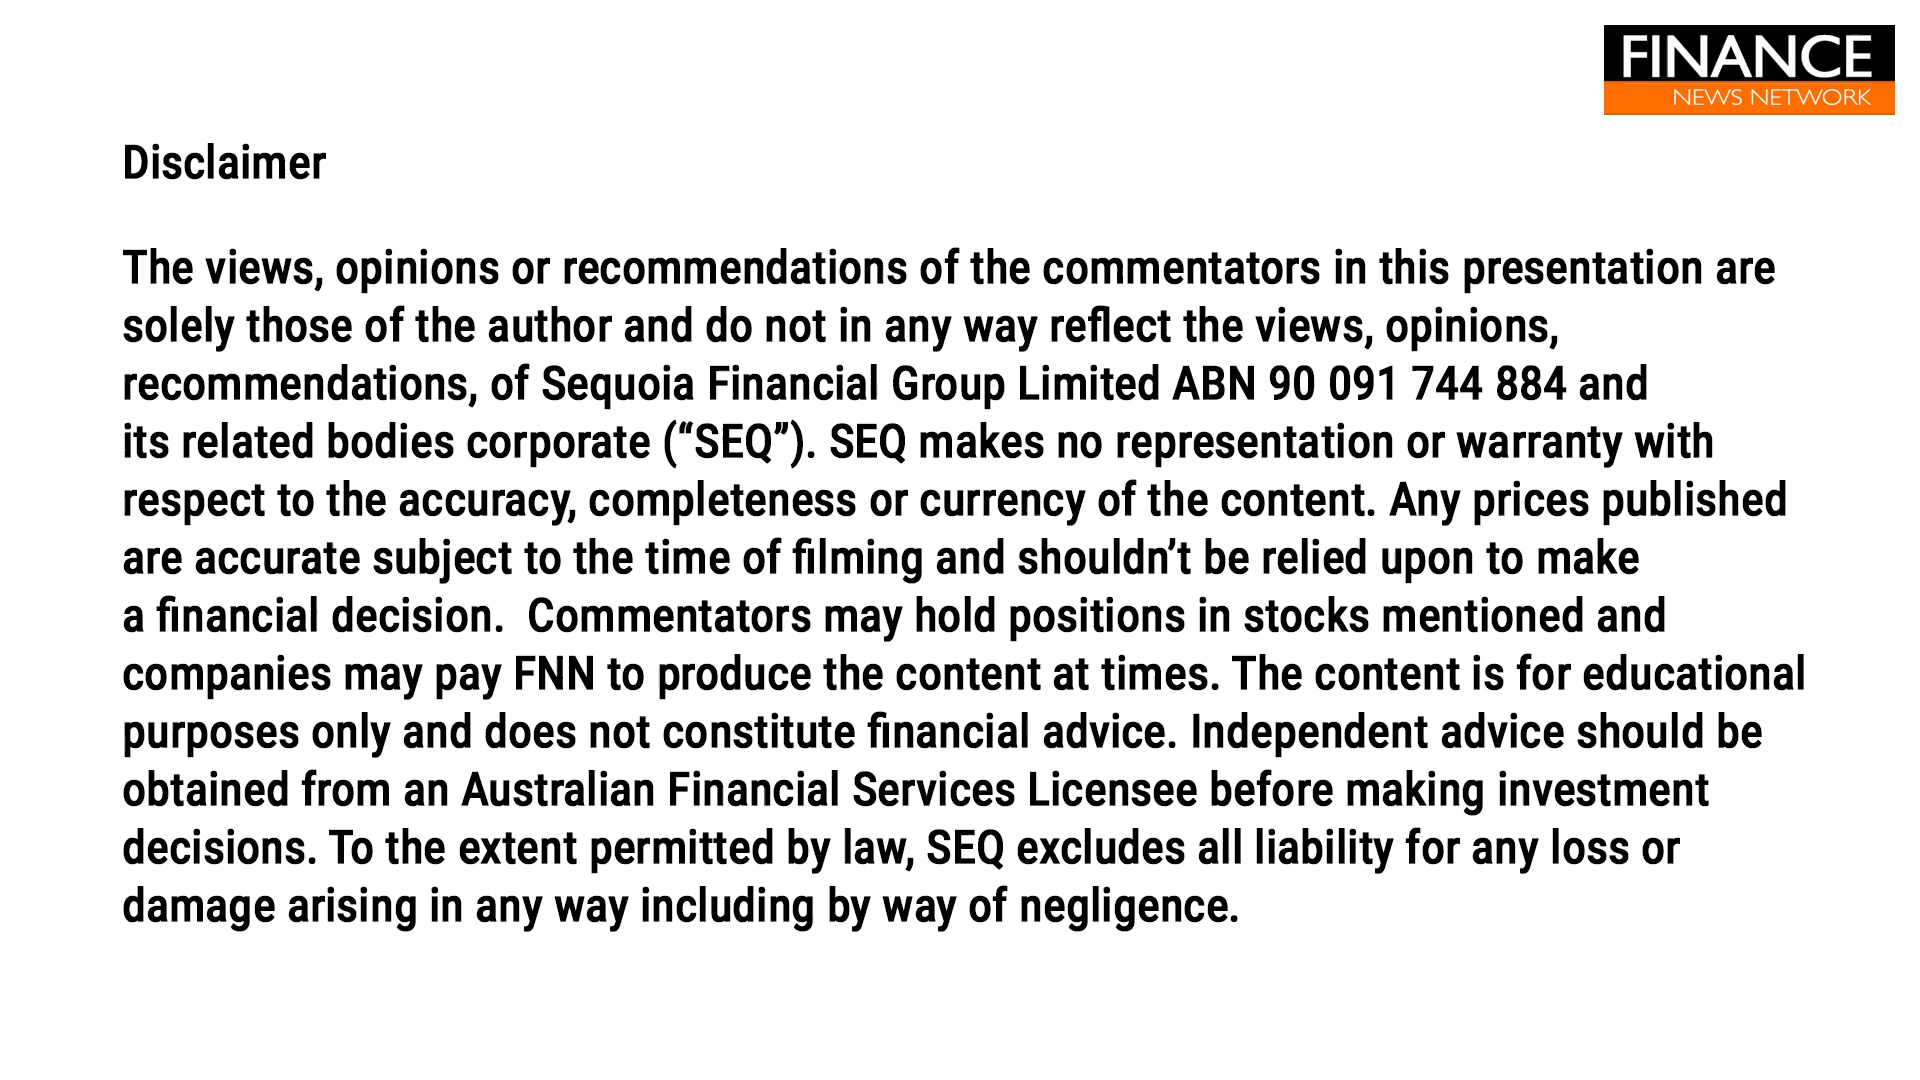 FINANCE
NEWS NETWORK
Disclaimer
The views, opinions or recommendations of the commentators in this presentation are
solely those of the author and do not in any way reflect the views, opinions,
recommendations, of Sequoia Financial Group Limited ABN 90 091 744 884 and
its related bodies corporate (“SEQ”). SEQ makes no representation or warranty with
respect to the accuracy, completeness or currency of the content. Any prices published
are accurate subject to the time of filming and shouldn’t be relied upon to make
a financial decision.  Commentators may hold positions in stocks mentioned and
companies may pay FNN to produce the content at times. The content is for educational
purposes only and does not constitute financial advice. Independent advice should be
obtained from an Australian Financial Services Licensee before making investment
decisions. To the extent permitted by law, SEQ excludes all liability for any loss or
damage arising in any way including by way of negligence.